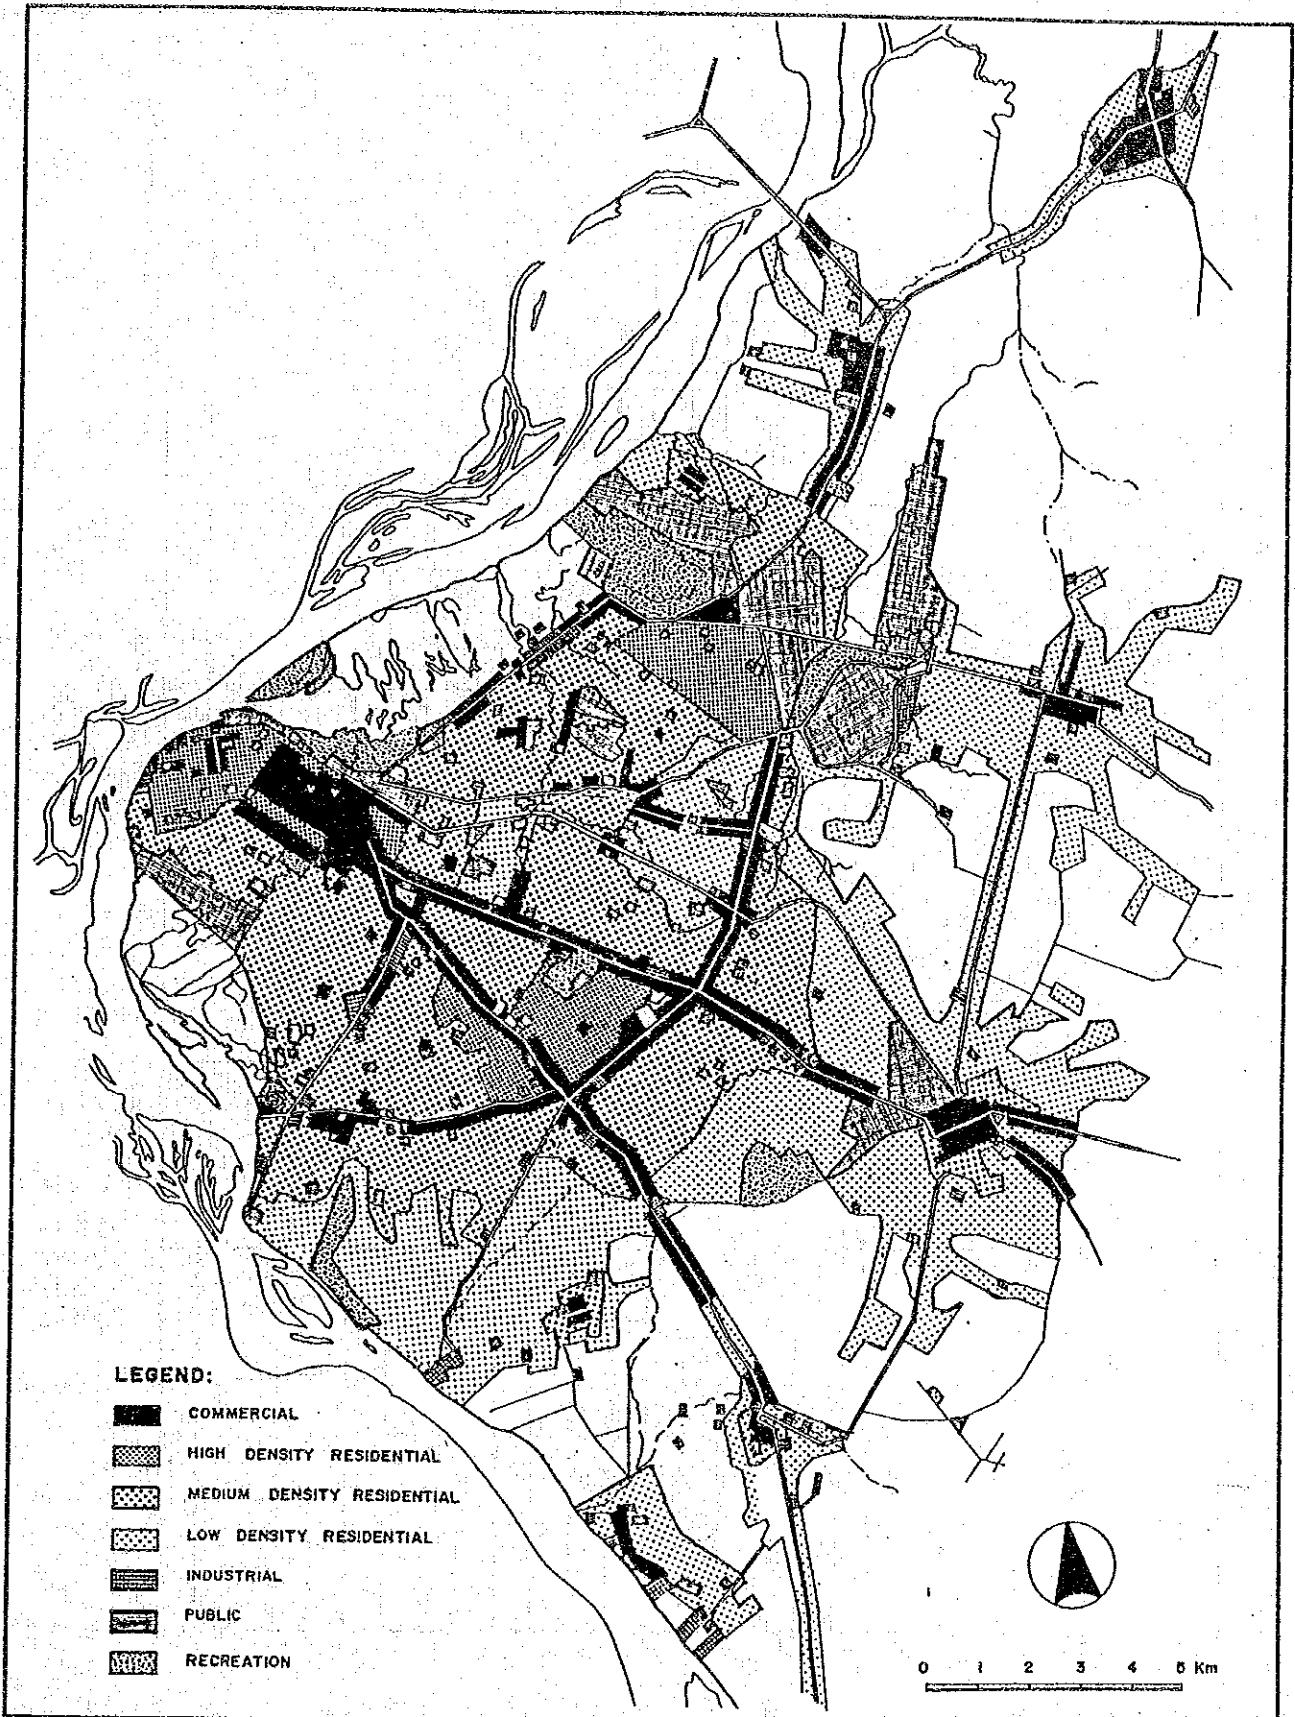 LEGEND:
COMMERCIAL
HIGH DENSITY RESIDENTIAL
MEDIUM DENSITY RESIDENTIAL
LOW DENSITY RESIDENTIAL
INDUSTRIAL
PUBLIC
RECREATION
0 1 2 3 4 5 Km